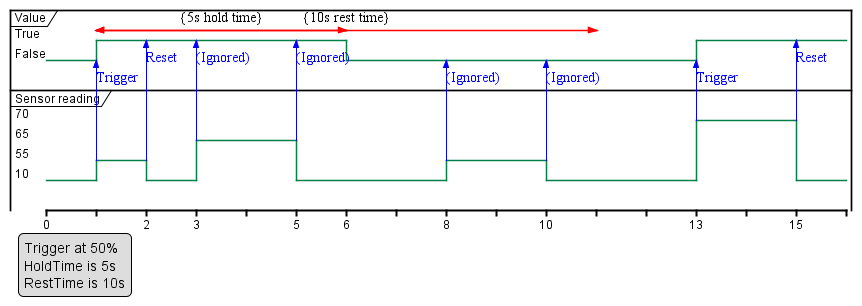 Value
{5s hold time} {10s rest time}
True
False
Reset (Ignored) (Ignored) Reset
Trigger (Ignored) (Ignored) Trigger
Sensor reading
70
65
55
10
0 2 3 5 6 8 10 13 15
Trigger at 50%
HoldTime is 5s
RestTime is 10s